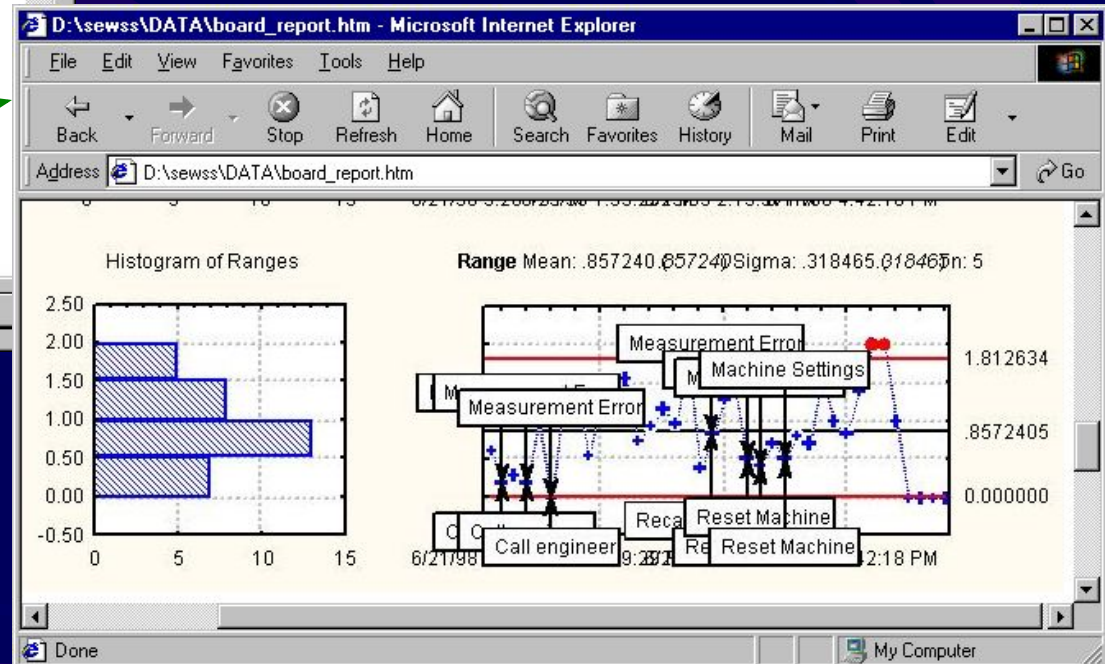 D:\sewss\DATA\board_report.htm - Microsoft Internet Explorer
File Edit View Favorites Tools Help
Back Forward Stop Refresh Home Search Favorites History Mail Print Edit
Address D:\sewss\DATA\board_report.htm Go
Histogram of Ranges
Range Mean: .857240 Sigma: .318465 n: 5
2.50
2.00
1.50
1.00
0.50
0.00
-0.50
0 5 10 15
Measurement Error
Machine Settings
Measurement Error
1.812634
.8572405
0.000000
Reset Machine
Call engineer
Reset Machine
6/21/98
2:18 PM
Done
My Computer